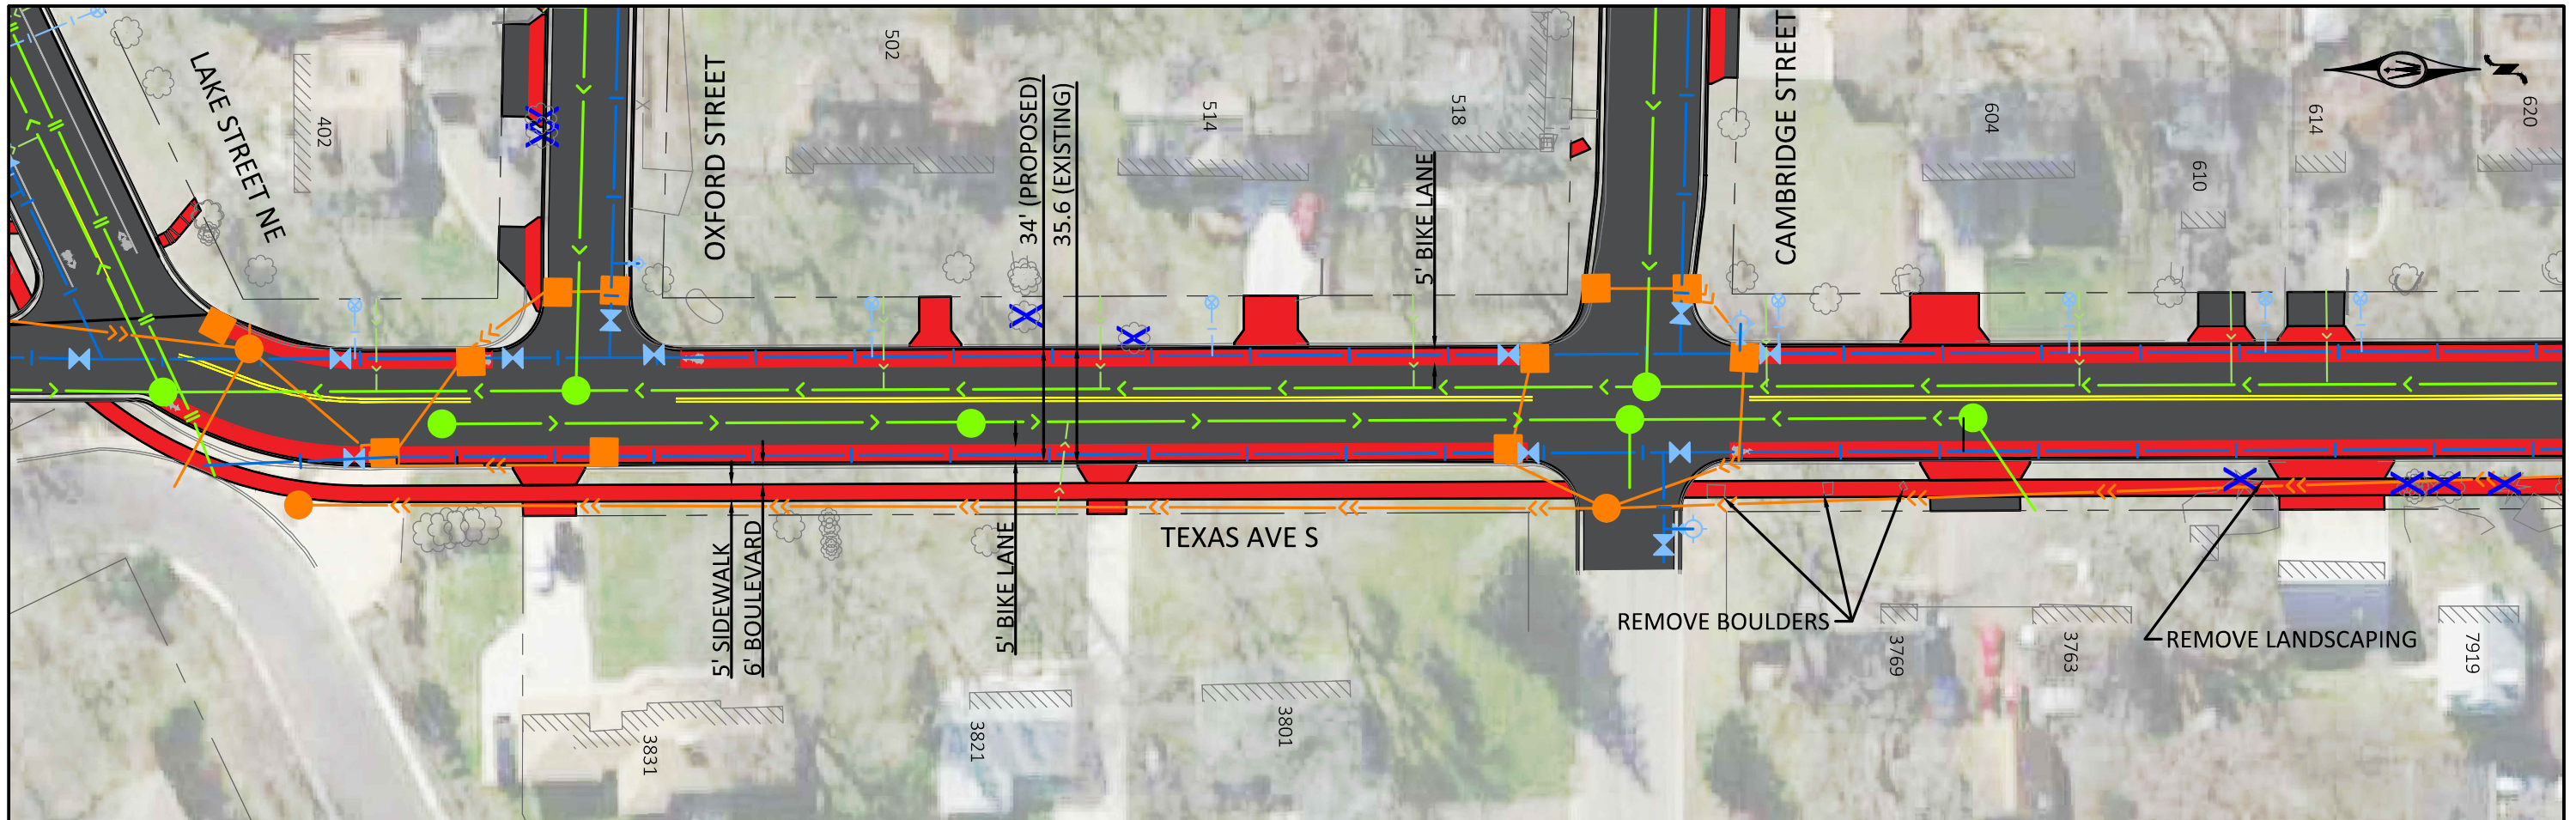 LAKE STREET NE
402
OXFORD STREET
502
34' (PROPOSED)
35.6 (EXISTING)
514
518
5' BIKE LANE
CAMBRIDGE STREET
604
610
614
620
N
5' SIDEWALK
6' BOULEVARD
5' BIKE LANE
TEXAS AVE S
REMOVE BOULDERS
REMOVE LANDSCAPING
3831
3821
3801
3769
3763
7919